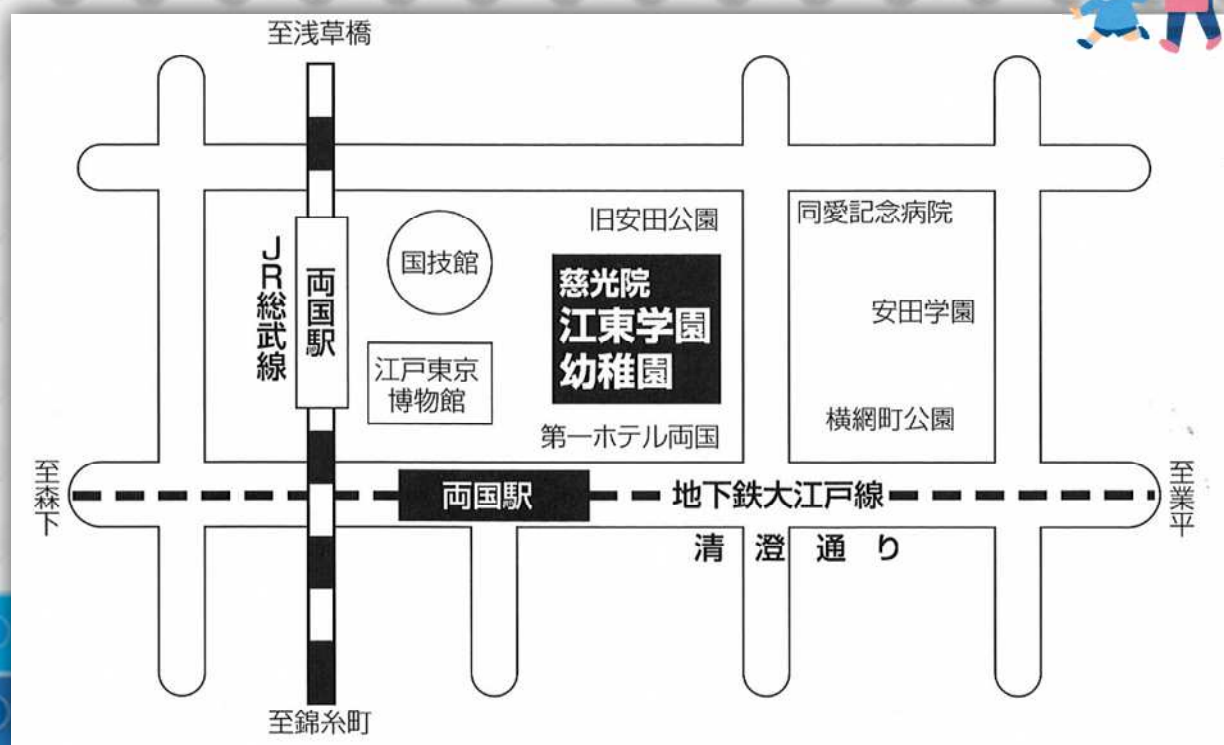 至浅草橋
旧安田公園
同愛記念病院
国技館
JR総武線
両国駅
慈光院
江東学園
幼稚園
安田学園
江戸東京
博物館
横綱町公園
第一ホテル両国
至森下
両国駅
地下鉄大江戸線
至業平
清澄通り
至錦糸町